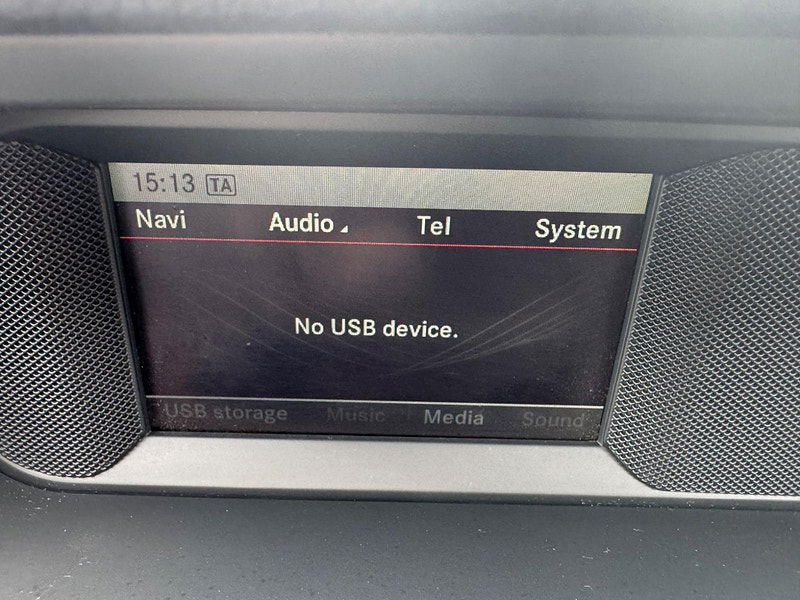 15:13 TA
Navi Audio Tel System
No USB device.
USB storage Music Media Sound